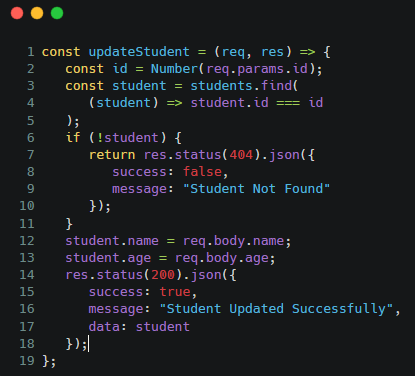 1 const updateStudent = (req, res) => {
2 const id = Number(req.params.id);
3 const student = students.find(
4 (student) => student.id === id
5 );
6 if (!student) {
7 return res.status(404).json({
8 success: false,
9 message: "Student Not Found"
10 });
11 }
12 student.name = req.body.name;
13 student.age = req.body.age;
14 res.status(200).json({
15 success: true,
16 message: "Student Updated Successfully",
17 data: student
18 });
19 };